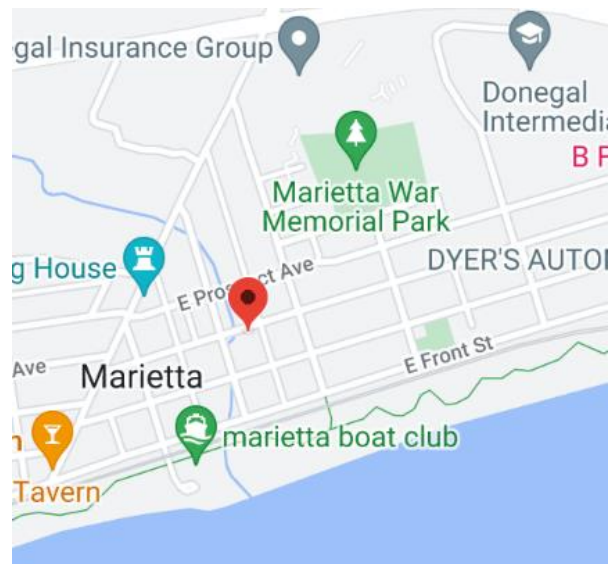 gal Insurance Group
Donegal
Intermedia
B F
Marietta War
Memorial Park
g House
E Prospect Ave
DYER'S AUTOM
Ave
Marietta
E Front St
marietta boat club
n
Tavern